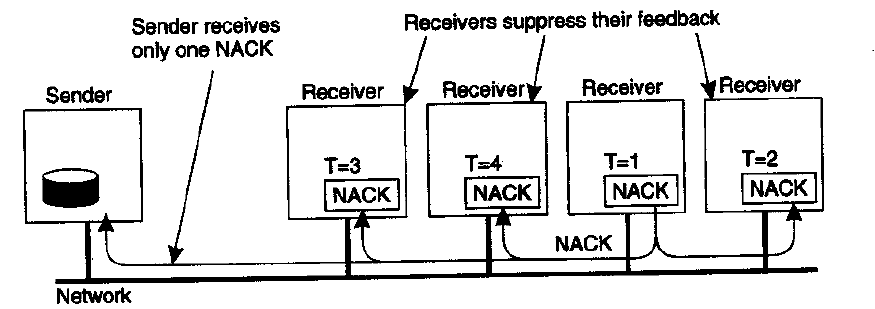 Sender receives
only one NACK
Receivers suppress their feedback
Sender
Receiver
Receiver
Receiver
Receiver
T=3
T=4
T=1
T=2
NACK
NACK
NACK
NACK
NACK
Network